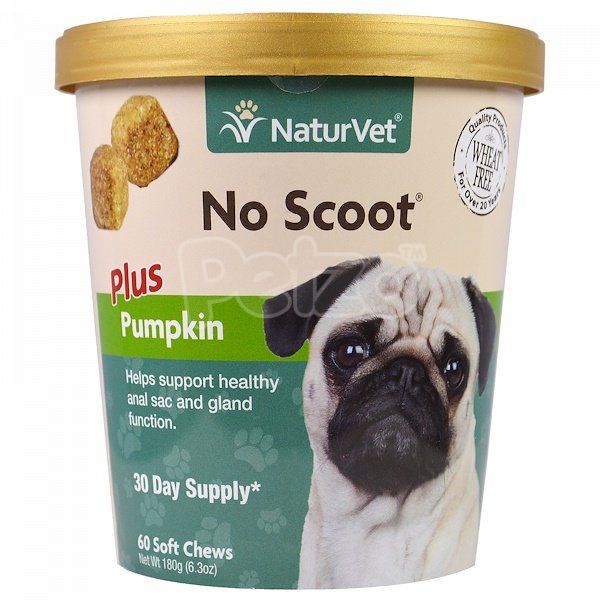 NaturVet®
Quality Products
WHEAT FREE
For Over 20 Years
No Scoot®
Petzo™
Plus
Pumpkin
Helps support healthy
anal sac and gland
function.
30 Day Supply*
60 Soft Chews
Net Wt 180g (6.3oz)